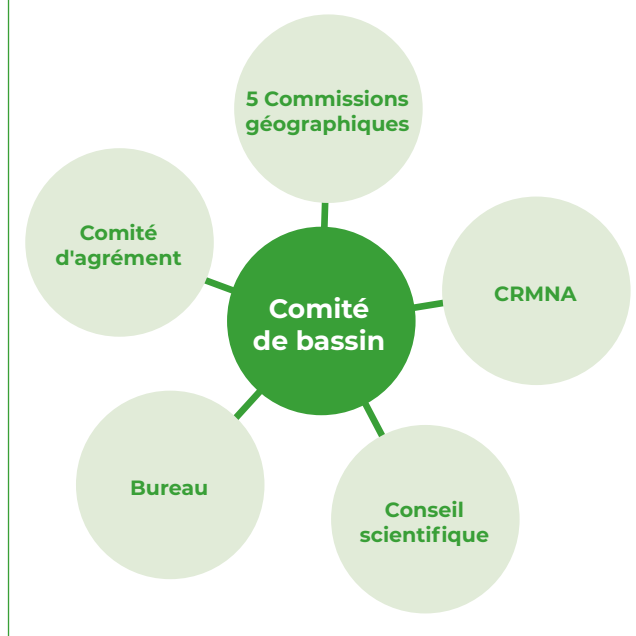 5 Commissions
géographiques
Comité
d'agrément
CRMNA
Comité
de bassin
Bureau
Conseil
scientifique